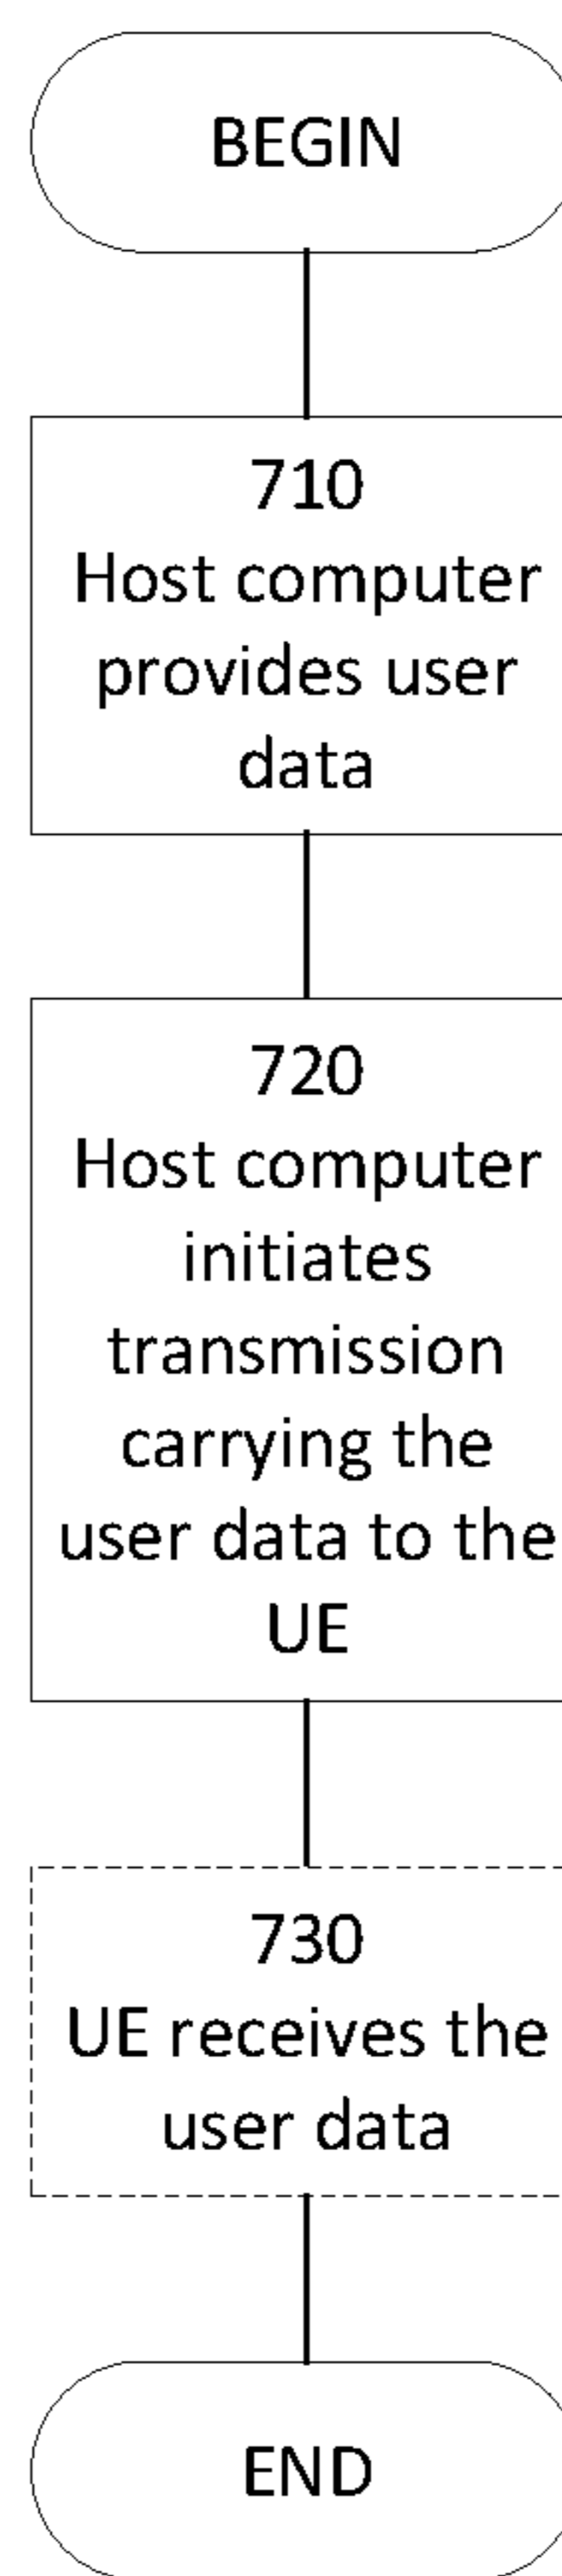 BEGIN
710
Host computer
provides user
data
720
Host computer
initiates
transmission
carrying the
user data to the
UE
730
UE receives the
user data
END